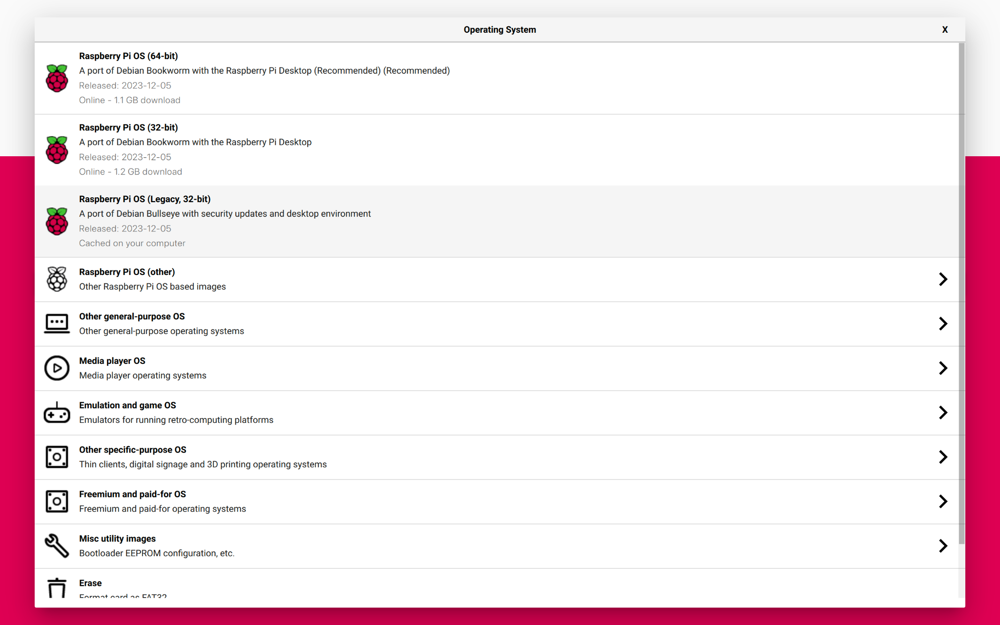 Operating System
X
Raspberry Pi OS (64-bit)
A port of Debian Bookworm with the Raspberry Pi Desktop (Recommended) (Recommended)
Released: 2023-12-05
Online - 1.1 GB download
Raspberry Pi OS (32-bit)
A port of Debian Bookworm with the Raspberry Pi Desktop
Released: 2023-12-05
Online - 1.2 GB download
Raspberry Pi OS (Legacy, 32-bit)
A port of Debian Bullseye with security updates and desktop environment
Released: 2023-12-05
Cached on your computer
Raspberry Pi OS (other)
Other Raspberry Pi OS based images
Other general-purpose OS
Other general-purpose operating systems
Media player OS
Media player operating systems
Emulation and game OS
Emulators for running retro-computing platforms
Other specific-purpose OS
Thin clients, digital signage and 3D printing operating systems
Freemium and paid-for OS
Freemium and paid-for operating systems
Misc utility images
Bootloader EEPROM configuration, etc.
Erase
Format card as FAT32